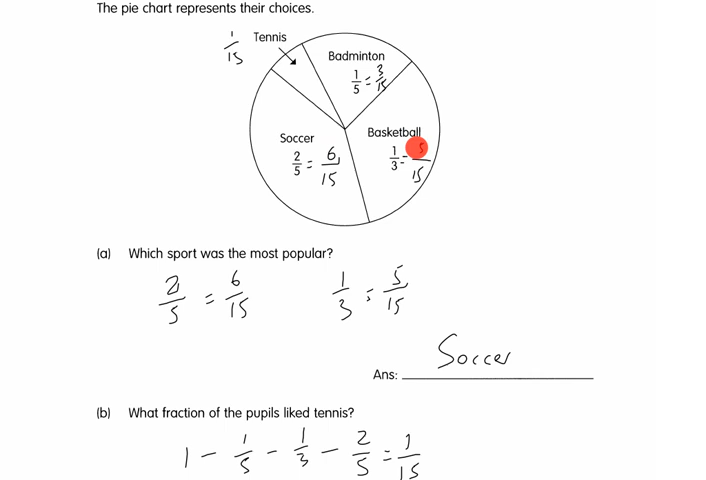 The pie chart represents their choices.
1/15 Tennis
Badminton
1/5 = 3/15
Soccer
2/5 = 6/15
Basketball
1/3 = 5/15
(a) Which sport was the most popular?
2/5 = 6/15 1/3 = 5/15
Ans: Soccer
(b) What fraction of the pupils liked tennis?
1 - 1/5 - 1/3 - 2/5 = 1/15